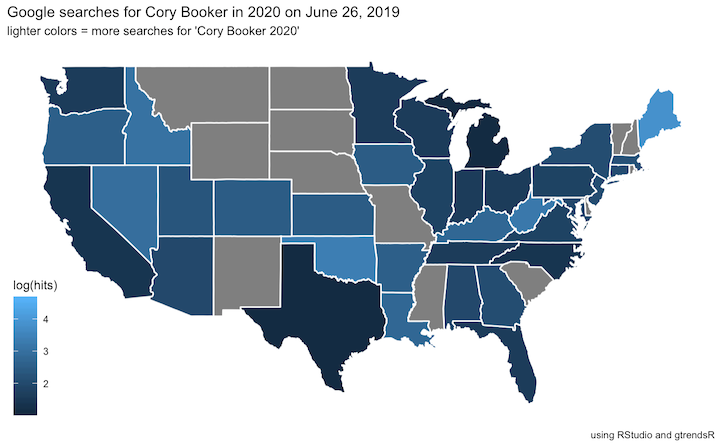 Google searches for Cory Booker in 2020 on June 26, 2019
lighter colors = more searches for 'Cory Booker 2020'
log(hits)
4
3
2
using RStudio and gtrendsR